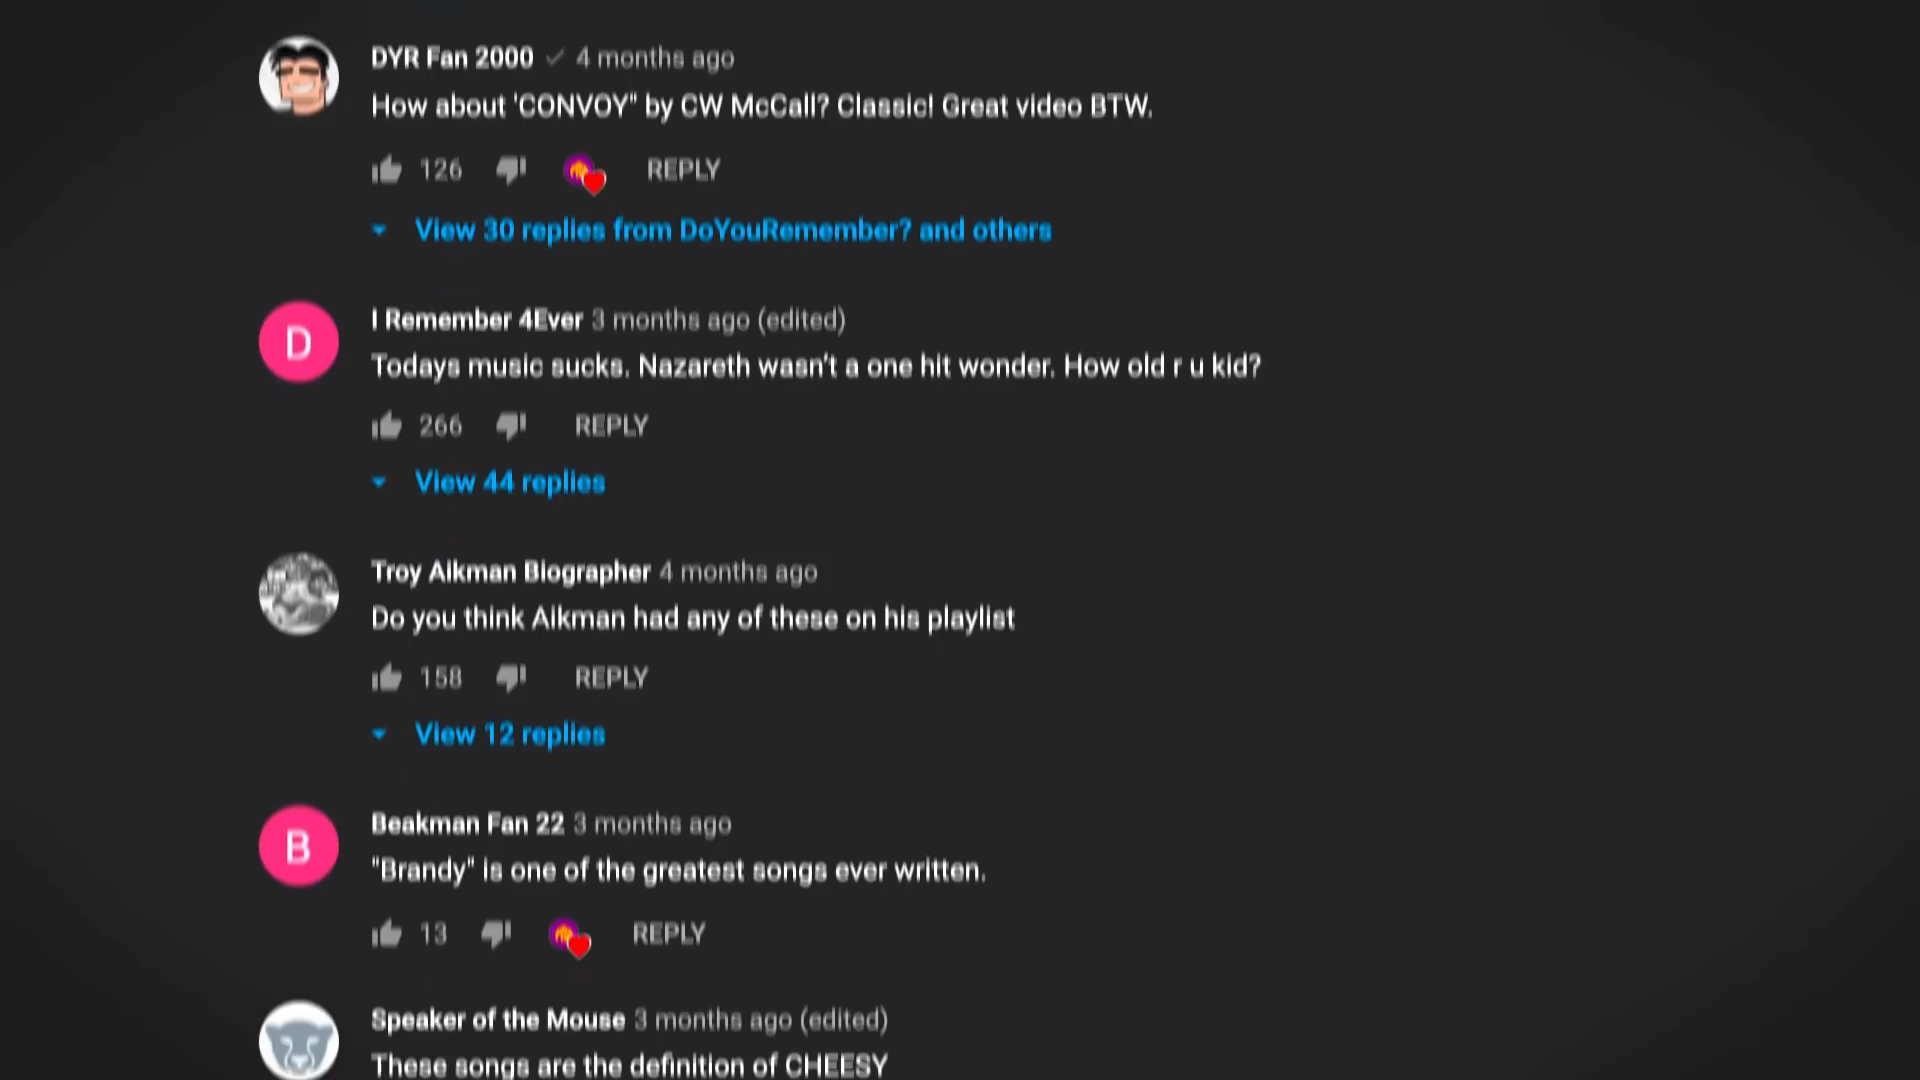 DYR Fan 2000 4 months ago
How about 'CONVOY" by CW McCall? Classic! Great video BTW.
126 REPLY
View 30 replies from DoYouRemember? and others
D
I Remember 4Ever 3 months ago (edited)
Todays music sucks. Nazareth wasn't a one hit wonder. How old r u kid?
266 REPLY
View 44 replies
Troy Aikman Biographer 4 months ago
Do you think Aikman had any of these on his playlist
158 REPLY
View 12 replies
B
Beakman Fan 22 3 months ago
"Brandy" is one of the greatest songs ever written.
13 REPLY
Speaker of the Mouse 3 months ago (edited)
These songs are the definition of CHEESY